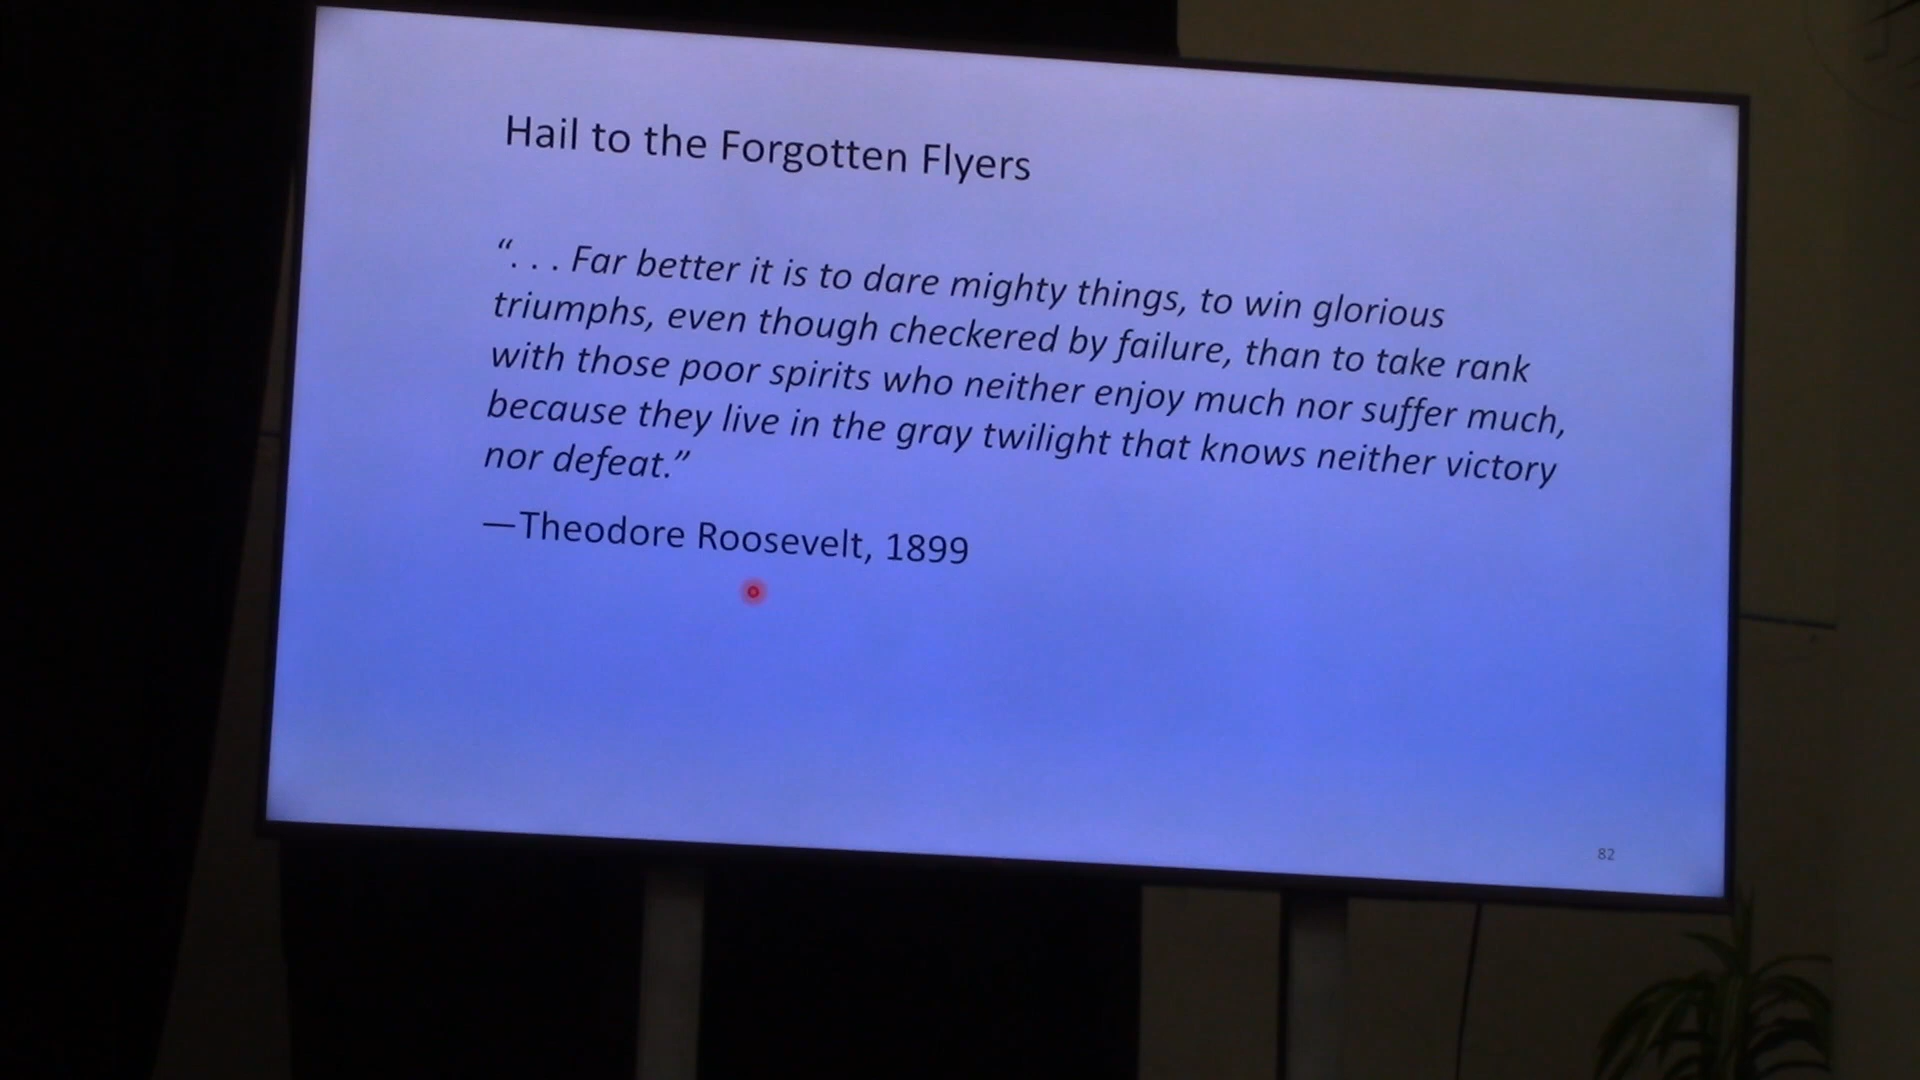 Hail to the Forgotten Flyers
“. . . Far better it is to dare mighty things, to win glorious
triumphs, even though checkered by failure, than to take rank
with those poor spirits who neither enjoy much nor suffer much,
because they live in the gray twilight that knows neither victory
nor defeat.”
—Theodore Roosevelt, 1899
82